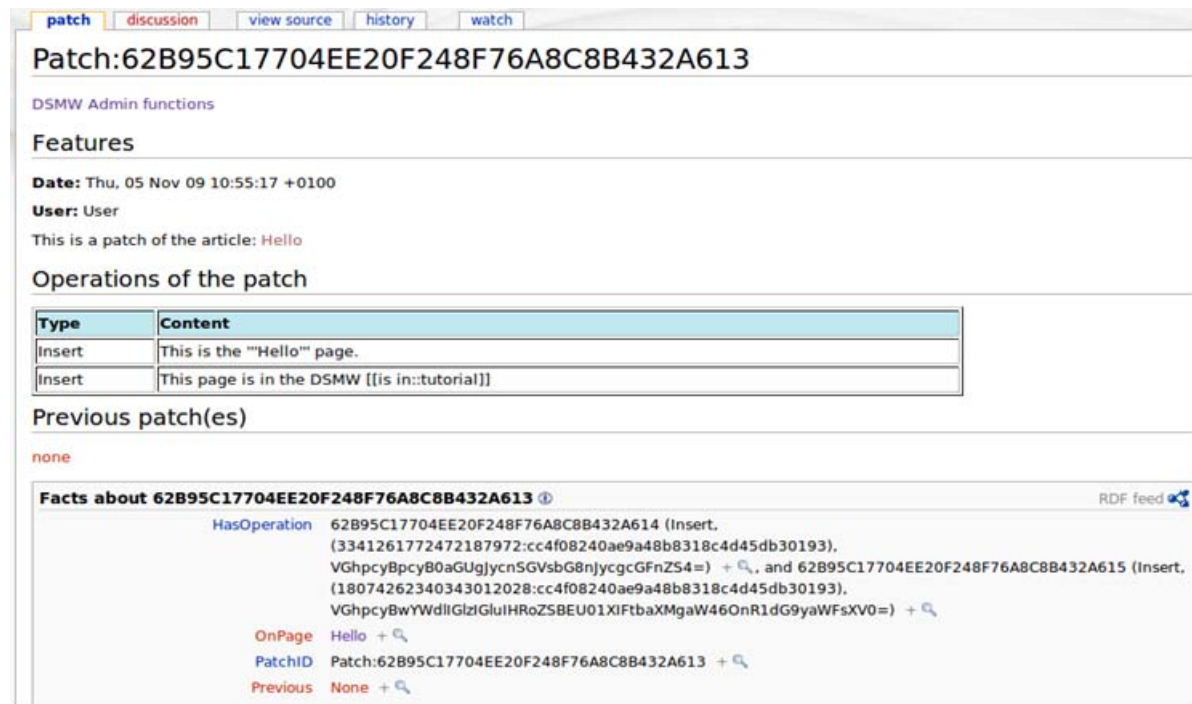 patch discussion view source history watch
Patch:62B95C17704EE20F248F76A8C8B432A613
DSMW Admin functions
Features
Date: Thu, 05 Nov 09 10:55:17 +0100
User: User
This is a patch of the article: Hello
Operations of the patch
Type Content
Insert This is the '''Hello''' page.
Insert This page is in the DSMW [[is in::tutorial]]
Previous patch(es)
none
Facts about 62B95C17704EE20F248F76A8C8B432A613 RDF feed
HasOperation 62B95C17704EE20F248F76A8C8B432A614 (Insert,
(3341261772472187972:cc4f08240ae9a48b8318c4d45db30193),
VGhpcyBpcyB0aGUgJycnSGVsbG8nJycgcGFnZS4=) + , and 62B95C17704EE20F248F76A8C8B432A615 (Insert,
(18074262340343012028:cc4f08240ae9a48b8318c4d45db30193),
VGhpcyBwYWdlIGlzIGluIHRoZSBEU01XIFtbaXMgaW46OnR1dG9yaWFsXV0=) +
OnPage Hello +
PatchID Patch:62B95C17704EE20F248F76A8C8B432A613 +
Previous None +